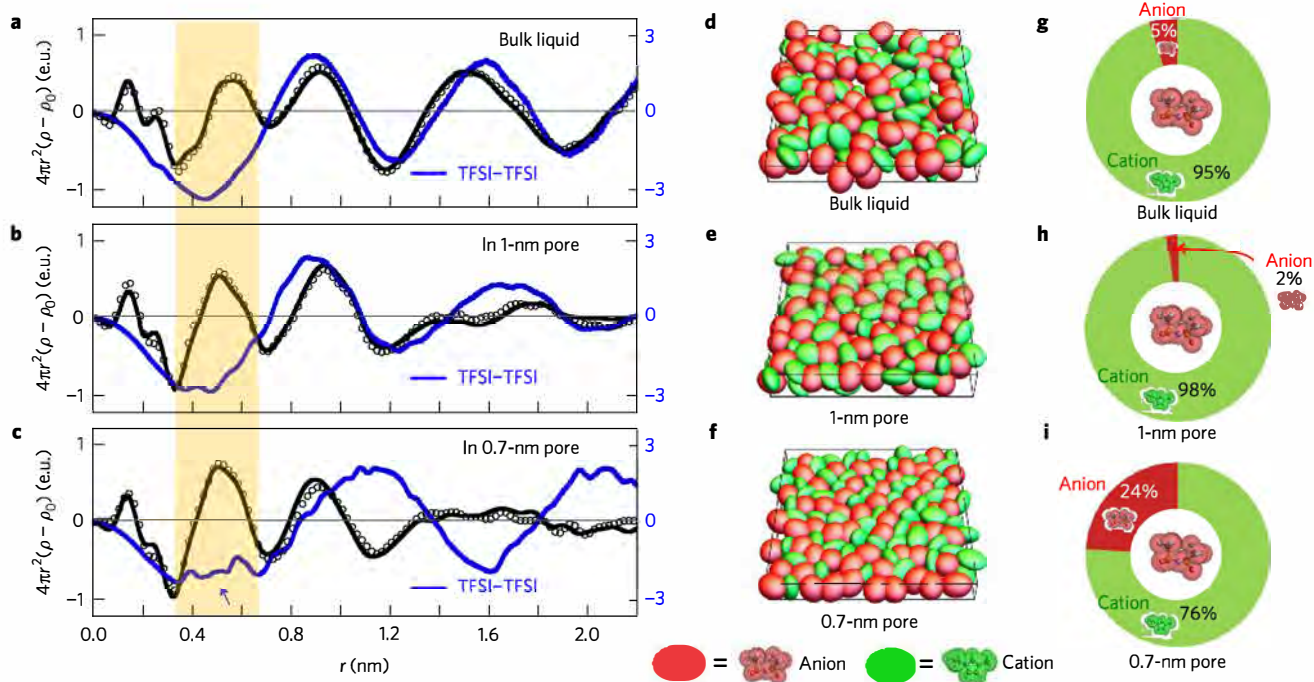 a
1
0
−1
4πr²(ρ − ρ₀) (e.u.)
Bulk liquid
TFSI–TFSI
3
0
−3
b
1
0
−1
4πr²(ρ − ρ₀) (e.u.)
In 1-nm pore
TFSI–TFSI
3
0
−3
c
1
0
−1
4πr²(ρ − ρ₀) (e.u.)
In 0.7-nm pore
TFSI–TFSI
3
0
−3
0.0 0.4 0.8 1.2 1.6 2.0
r (nm)
d
Bulk liquid
e
1-nm pore
f
0.7-nm pore
= Anion = Cation
g
Anion
5%
Cation
95%
Bulk liquid
h
Anion
2%
Cation
98%
1-nm pore
i
Anion
24%
Cation
76%
0.7-nm pore